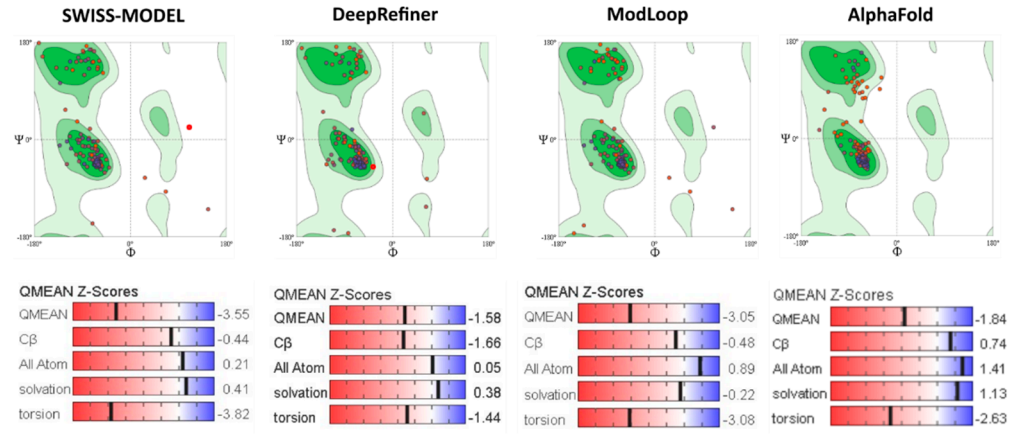 SWISS-MODEL
DeepRefiner
ModLoop
AlphaFold
180°
Ψ 0°
-180°
-180° 0° 180°
Φ
180°
Ψ 0°
-180°
-180° 0° 180°
Φ
180°
Ψ 0°
-180°
-180° 0° 180°
Φ
180°
Ψ 0°
-180°
-180° 0° 180°
Φ
QMEAN Z-Scores
QMEAN -3.55
Cβ -0.44
All Atom 0.21
solvation 0.41
torsion -3.82
QMEAN Z-Scores
QMEAN -1.58
Cβ -1.66
All Atom 0.05
solvation 0.38
torsion -1.44
QMEAN Z-Scores
QMEAN -3.05
Cβ -0.48
All Atom 0.89
solvation -0.22
torsion -3.08
QMEAN Z-Scores
QMEAN -1.84
Cβ 0.74
All Atom 1.41
solvation 1.13
torsion -2.63